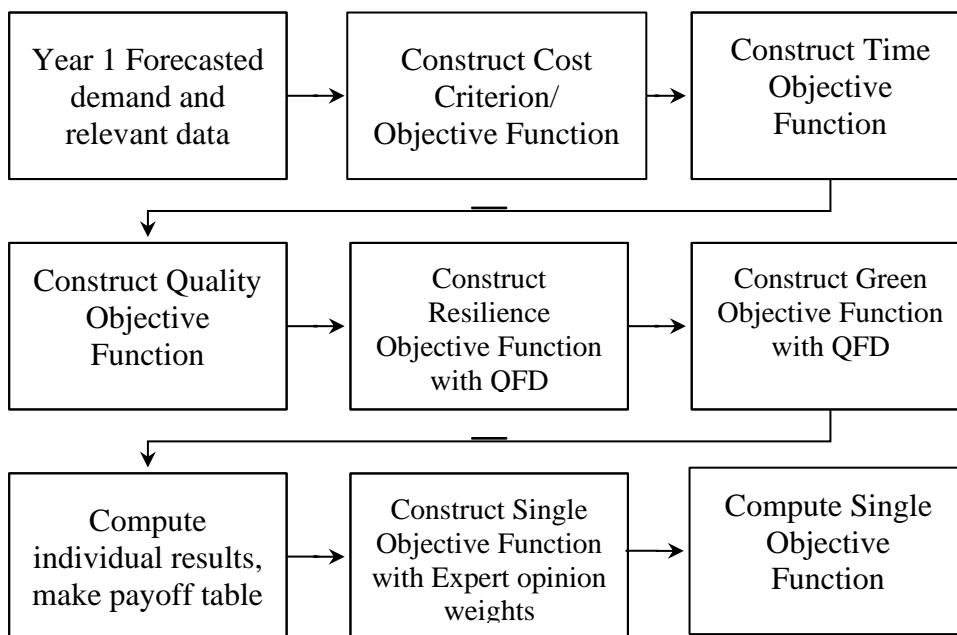 Year 1 Forecasted
demand and
relevant data
Construct Cost
Criterion/
Objective Function
Construct Time
Objective
Function
Construct Quality
Objective
Function
Construct
Resilience
Objective Function
with QFD
Construct Green
Objective Function
with QFD
Compute
individual results,
make payoff table
Construct Single
Objective Function
with Expert opinion
weights
Compute Single
Objective
Function